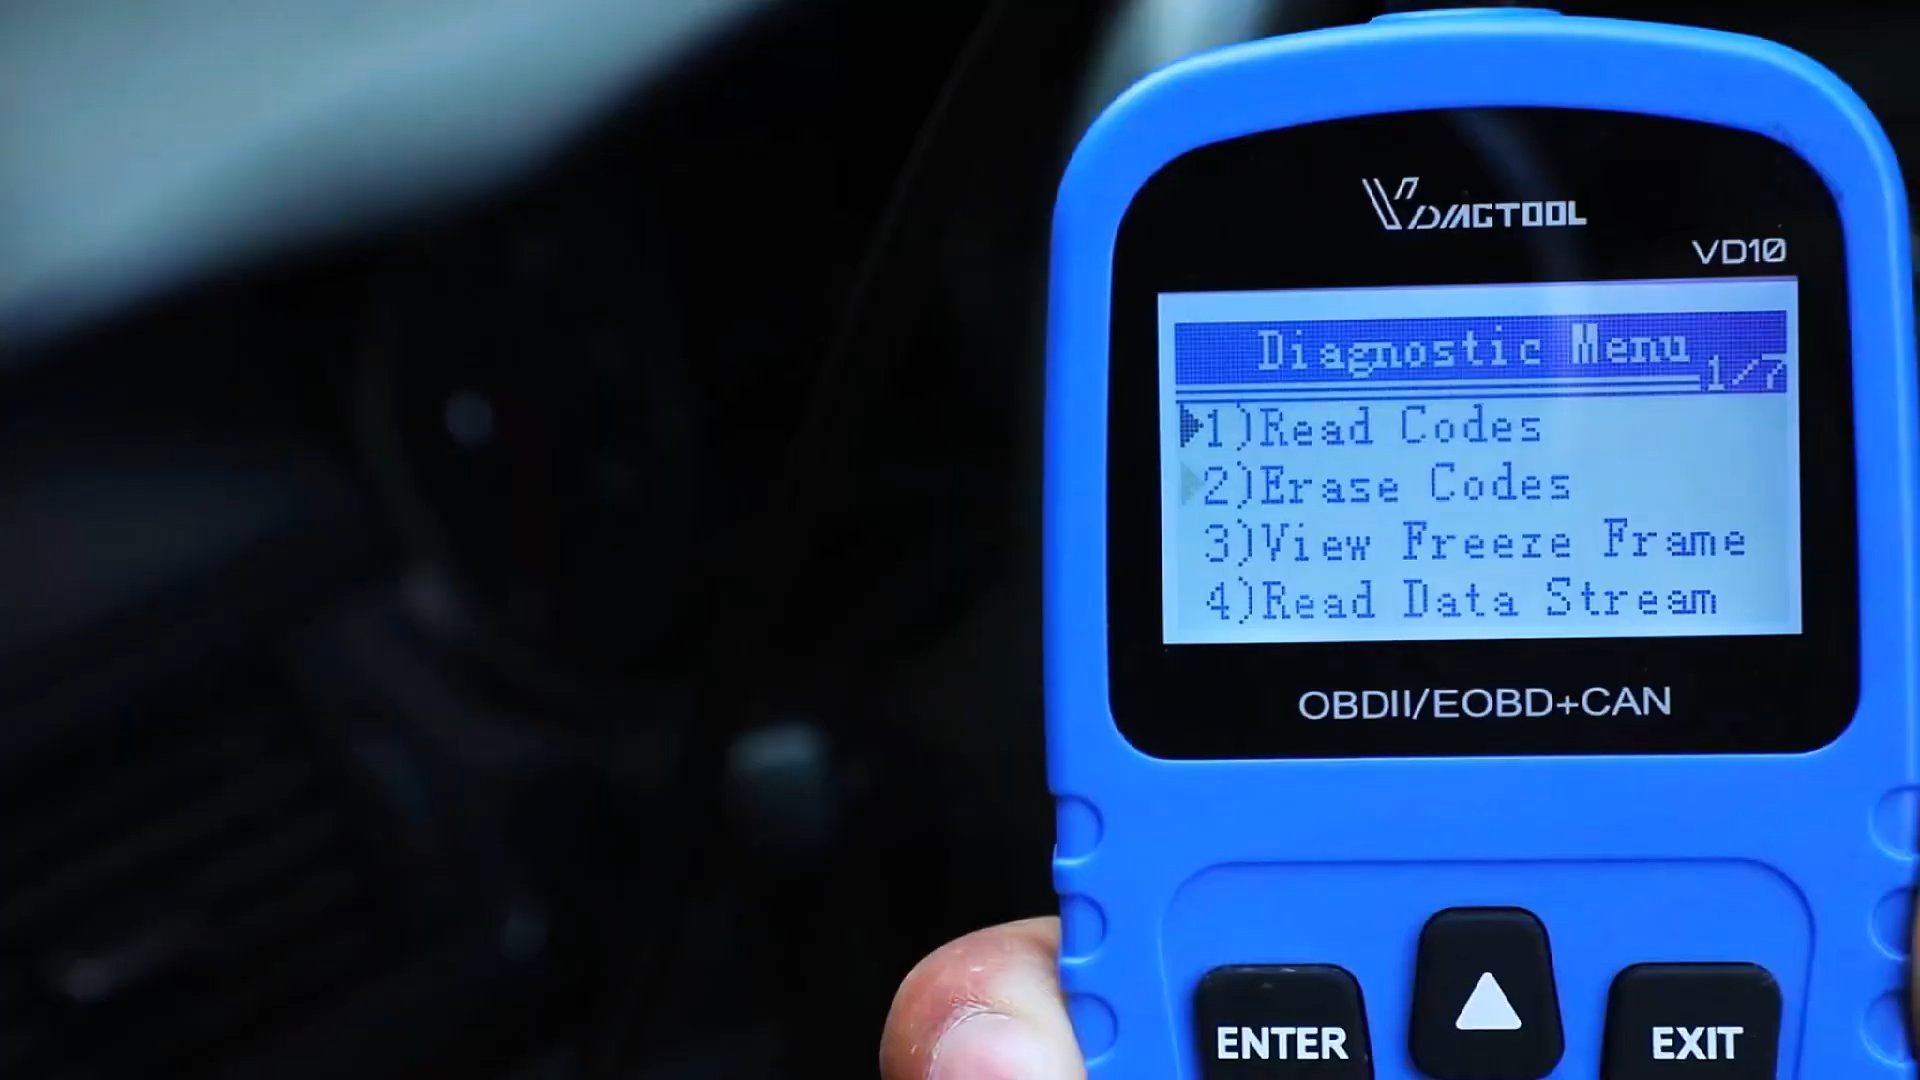 VDIAGTOOL
VD10
Diagnostic Menu
1/7
1)Read Codes
2)Erase Codes
3)View Freeze Frame
4)Read Data Stream
OBDII/EOBD+CAN
ENTER
EXIT